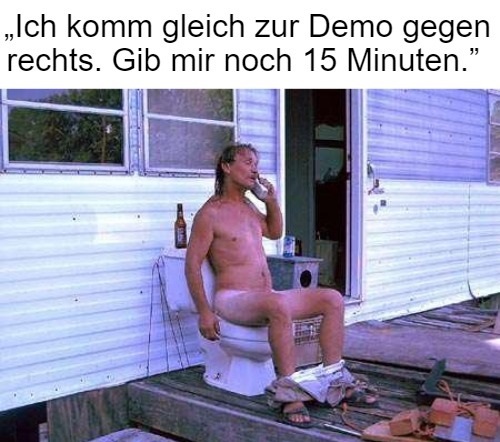 „Ich komm gleich zur Demo gegen
rechts. Gib mir noch 15 Minuten.”